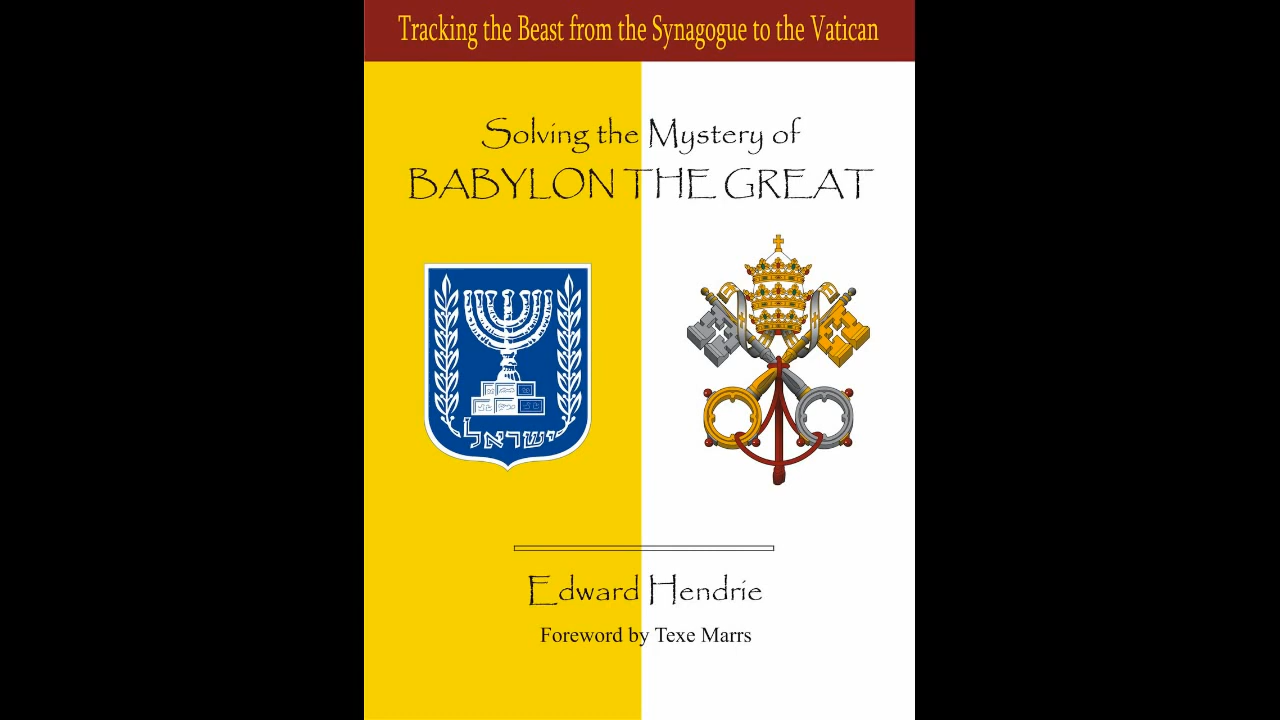 Tracking the Beast from the Synagogue to the Vatican
Solving the Mystery of
BABYLON THE GREAT
ישראל
Edward Hendrie
Foreword by Texe Marrs